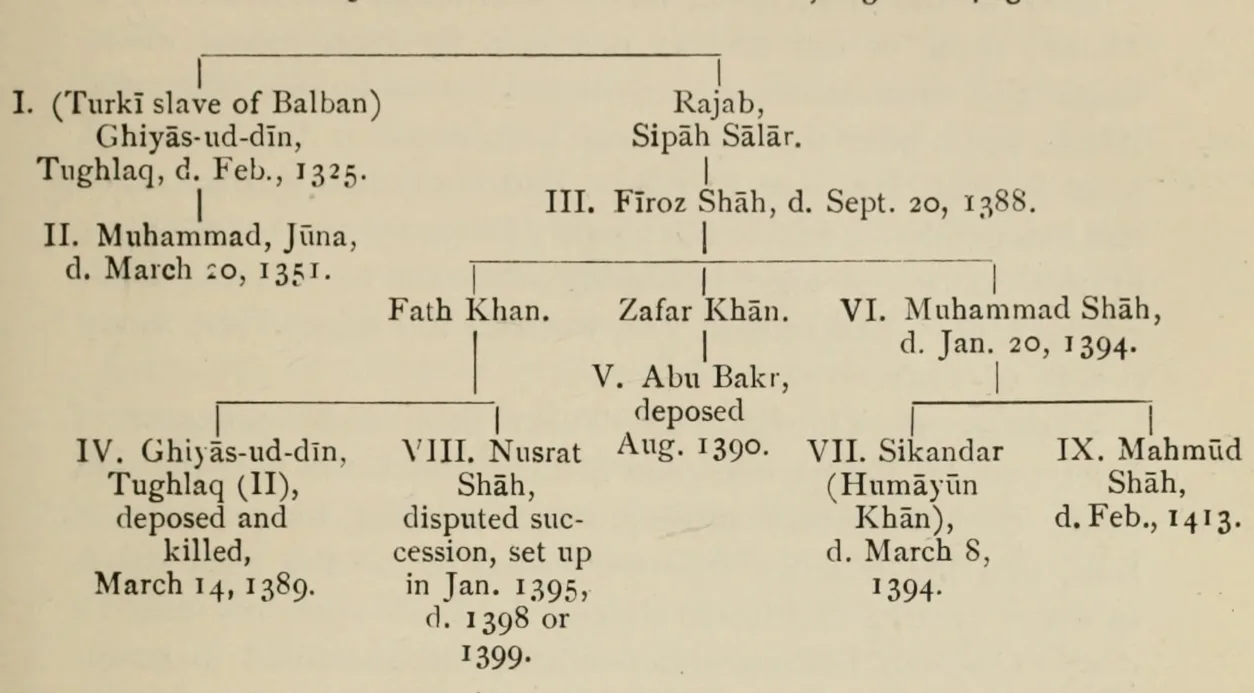 I. (Turkī slave of Balban)
Ghiyās-ud-dīn,
Tughlaq, d. Feb., 1325.
Rajab,
Sipāh Sālār.
II. Muhammad, Jūna,
d. March 20, 1351.
III. Fīroz Shāh, d. Sept. 20, 1388.
Fath Khan.
Zafar Khān.
VI. Muhammad Shāh,
d. Jan. 20, 1394.
V. Abu Bakr,
deposed
Aug. 1390.
IV. Ghiyās-ud-dīn,
Tughlaq (II),
deposed and
killed,
March 14, 1389.
VIII. Nusrat
Shāh,
disputed suc-
cession, set up
in Jan. 1395,
d. 1398 or
1399.
VII. Sikandar
(Humāyūn
Khān),
d. March 8,
1394.
IX. Mahmūd
Shāh,
d. Feb., 1413.